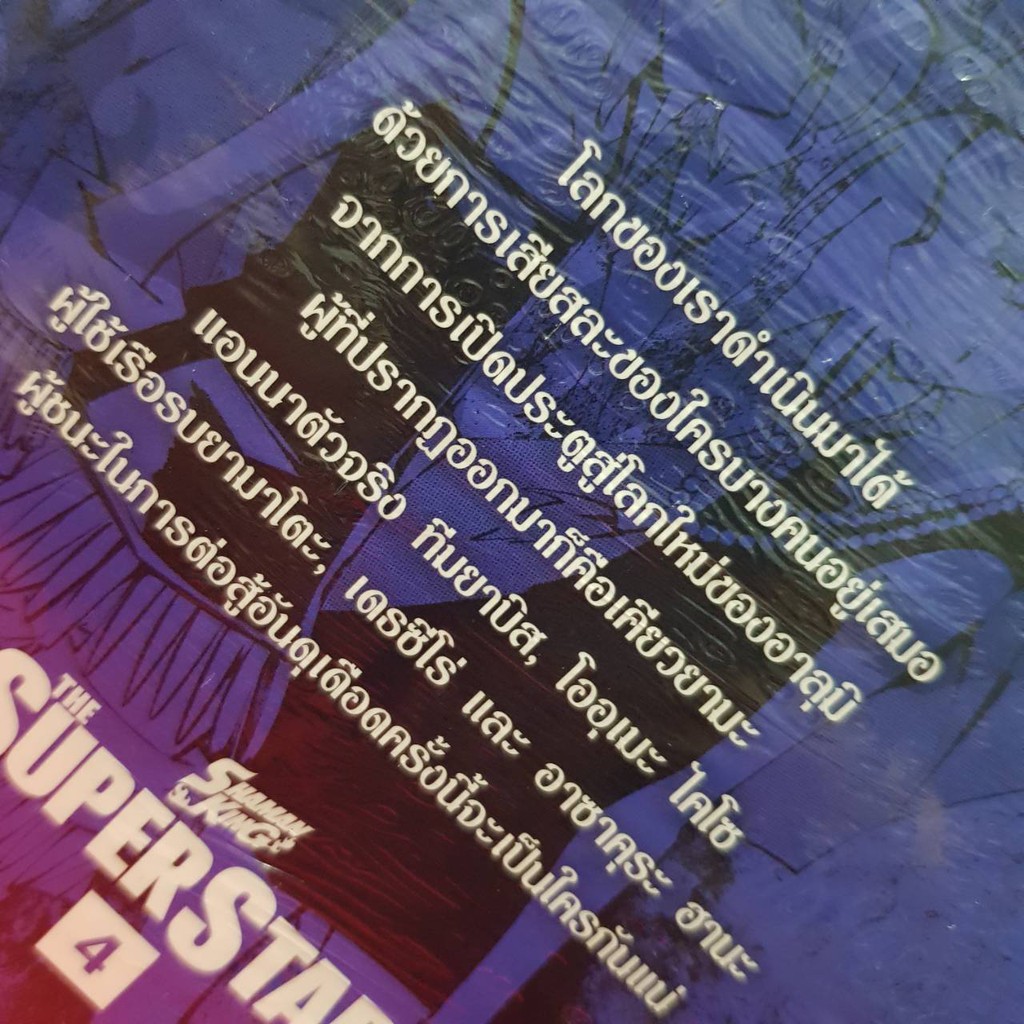 โลกของเราดำเนินมาได้
ด้วยการเสียสละของใครบางคนอยู่เสมอ
จากการเปิดประตูสู่โลกใหม่ของอาลุมิ
ผู้ที่ปรากฏออกมาก็คือเคียวยามะ
แอนนาตัวจริง ทีมยาบิส, โออุเมะ ไคโซ
ผู้ใช้เรือรบยามาโตะ, เดรซีโร่ และ อาซาคุระ ฮานะ
ผู้ชนะในการต่อสู้อันดุเดือดครั้งนี้จะเป็นใครกันแน่
SHAMAN KING
THE
SUPERSTAR
4